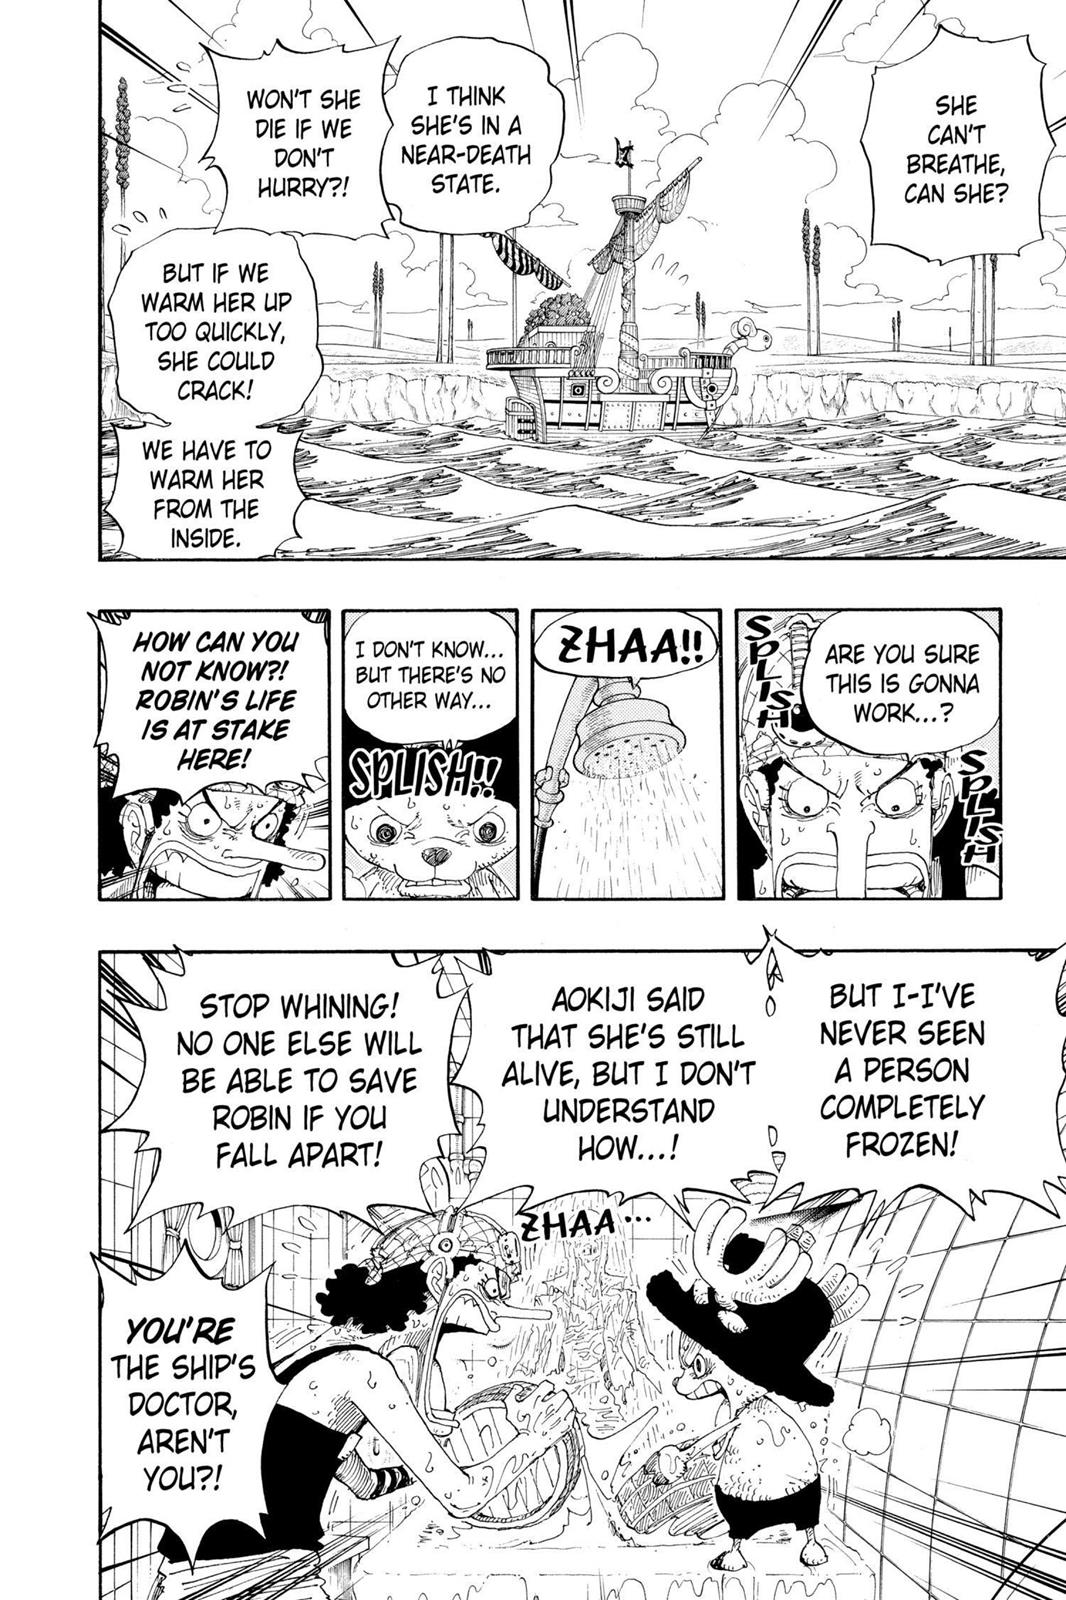 SHE
CAN'T
BREATHE,
CAN SHE?
I THINK
SHE'S IN A
NEAR-DEATH
STATE.
WON'T SHE
DIE IF WE
DON'T
HURRY?!
BUT IF WE
WARM HER UP
TOO QUICKLY,
SHE COULD
CRACK!
WE HAVE TO
WARM HER
FROM THE
INSIDE.
SPLISH
ARE YOU SURE
THIS IS GONNA
WORK...?
SPLISH
ZHAA!!
I DON'T KNOW...
BUT THERE'S NO
OTHER WAY...
SPLISH!!
HOW CAN YOU
NOT KNOW?!
ROBIN'S LIFE
IS AT STAKE
HERE!
BUT I-I'VE
NEVER SEEN
A PERSON
COMPLETELY
FROZEN!
AOKIJI SAID
THAT SHE'S STILL
ALIVE, BUT I DON'T
UNDERSTAND
HOW...!
STOP WHINING!
NO ONE ELSE WILL
BE ABLE TO SAVE
ROBIN IF YOU
FALL APART!
ZHAA...
YOU'RE
THE SHIP'S
DOCTOR,
AREN'T
YOU?!